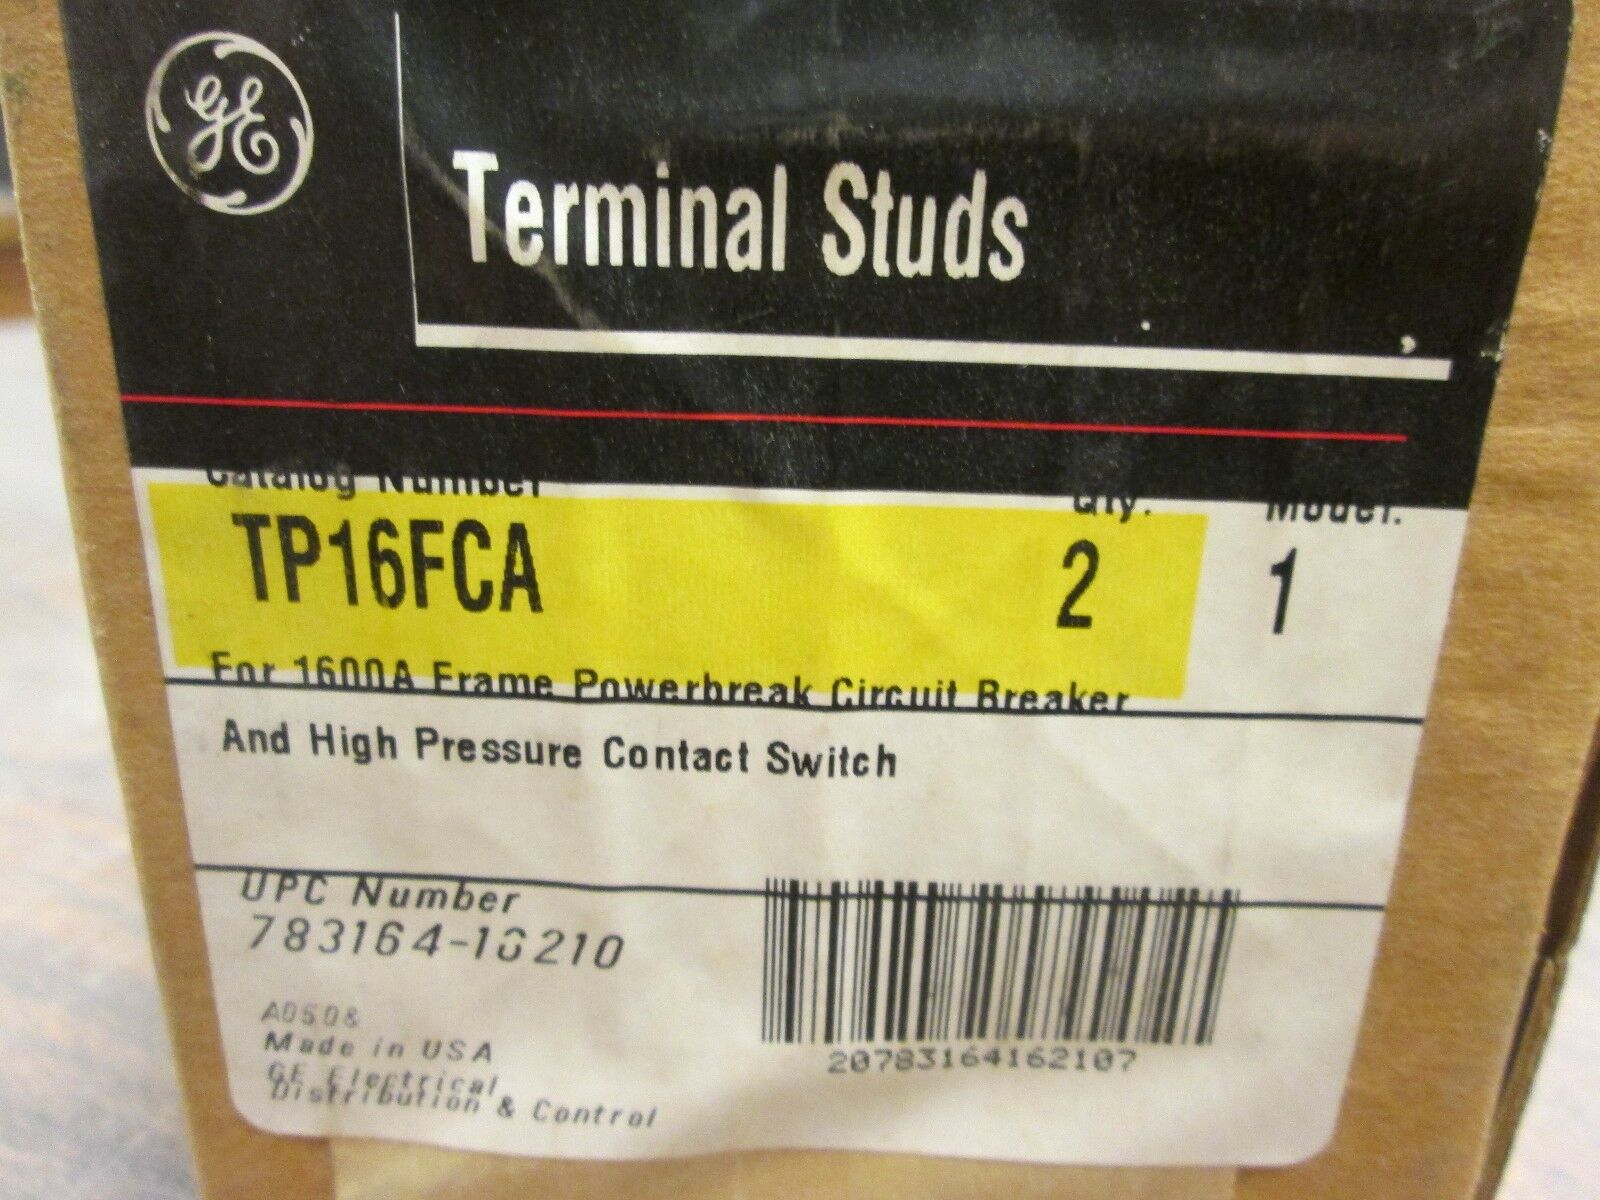 GE
Terminal Studs
Catalog Number Qty. Model.
TP16FCA 2 1
For 1600A Frame Powerbreak Circuit Breaker
And High Pressure Contact Switch
UPC Number
783164-16210
A0508
Made in USA
GE Electrical
Distribution & Control
20783164162107